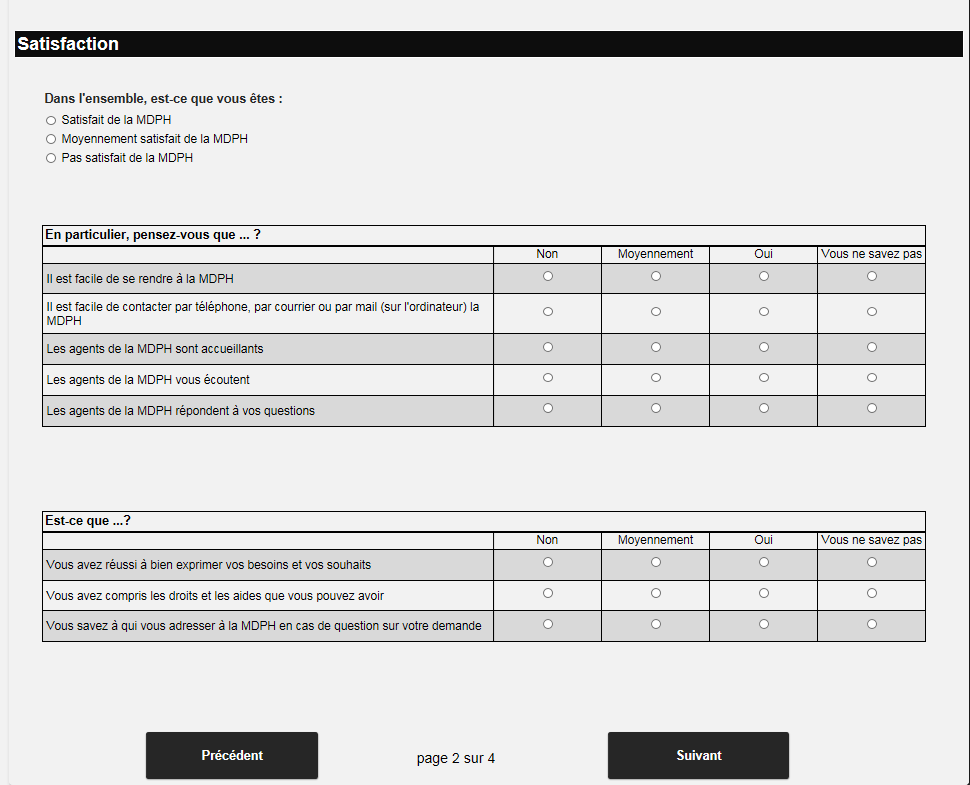 Satisfaction
Dans l'ensemble, est-ce que vous êtes :
Satisfait de la MDPH
Moyennement satisfait de la MDPH
Pas satisfait de la MDPH
En particulier, pensez-vous que ... ?
Non Moyennement Oui Vous ne savez pas
Il est facile de se rendre à la MDPH
Il est facile de contacter par téléphone, par courrier ou par mail (sur l'ordinateur) la
MDPH
Les agents de la MDPH sont accueillants
Les agents de la MDPH vous écoutent
Les agents de la MDPH répondent à vos questions
Est-ce que ...?
Non Moyennement Oui Vous ne savez pas
Vous avez réussi à bien exprimer vos besoins et vos souhaits
Vous avez compris les droits et les aides que vous pouvez avoir
Vous savez à qui vous adresser à la MDPH en cas de question sur votre demande
Précédent page 2 sur 4 Suivant